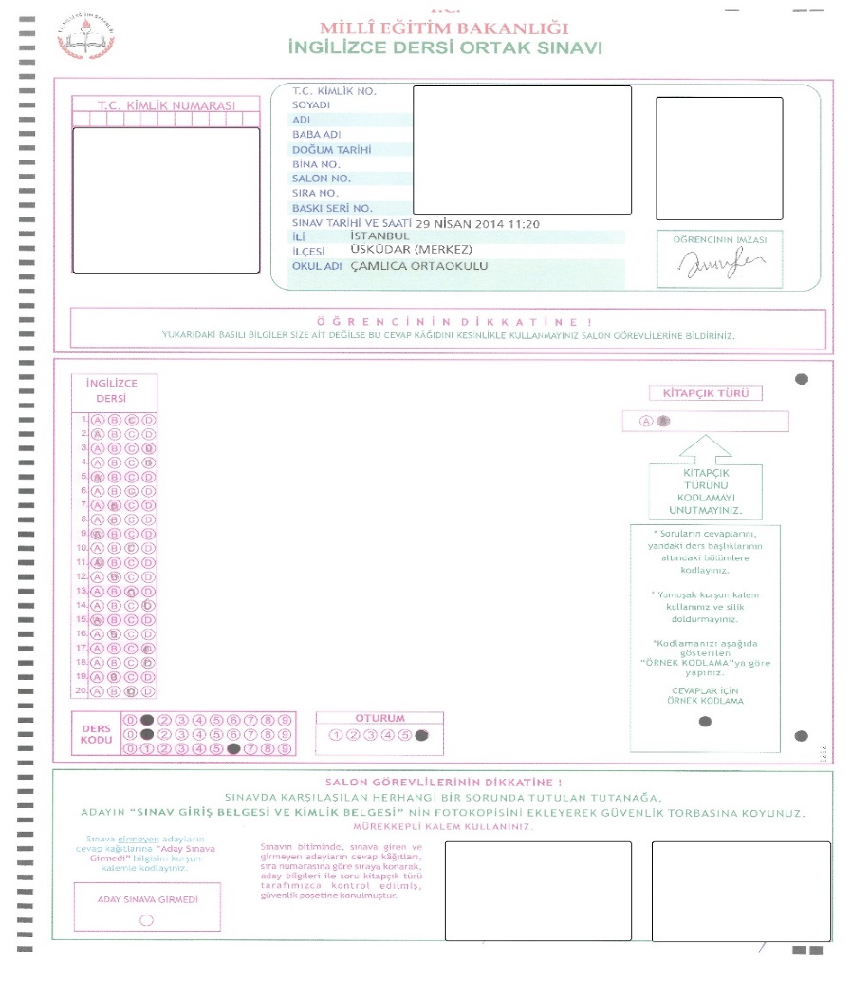 T.C.
MİLLÎ EĞİTİM BAKANLIĞI
İNGİLİZCE DERSİ ORTAK SINAVI
T.C. MİLLÎ EĞİTİM BAKANLIĞI
T.C. KİMLİK NUMARASI
T.C. KİMLİK NO.
SOYADI
ADI
BABA ADI
DOĞUM TARİHİ
BİNA NO.
SALON NO.
SIRA NO.
BASKI SERİ NO.
SINAV TARİHİ VE SAATİ 29 NİSAN 2014 11:20
İLİ İSTANBUL
İLÇESİ ÜSKÜDAR (MERKEZ)
OKUL ADI ÇAMLICA ORTAOKULU
ÖĞRENCİNİN İMZASI
ÖĞRENCİNİN DİKKATİNE !
YUKARIDAKİ BASILI BİLGİLER SİZE AİT DEĞİLSE BU CEVAP KÂĞIDINI KESİNLİKLE KULLANMAYINIZ SALON GÖREVLİLERİNE BİLDİRİNİZ.
İNGİLİZCE
DERSİ
1. A B C D
2. A B C D
3. A B C D
4. A B C D
5. A B C D
6. A B C D
7. A B C D
8. A B C D
9. A B C D
10. A B C D
11. A B C D
12. A B C D
13. A B C D
14. A B C D
15. A B C D
16. A B C D
17. A B C D
18. A B C D
19. A B C D
20. A B C D
KİTAPÇIK TÜRÜ
A B
KİTAPÇIK
TÜRÜNÜ
KODLAMAYI
UNUTMAYINIZ.
* Soruların cevaplarını,
yandaki ders başlıklarının
altındaki bölümlere
kodlayınız.
* Yumuşak kurşun kalem
kullanınız ve silik
doldurmayınız.
*Kodlamanızı aşağıda
gösterilen
"ÖRNEK KODLAMA"ya göre
yapınız.
CEVAPLAR İÇİN
ÖRNEK KODLAMA
DERS
KODU
0 2 3 4 5 6 7 8 9
0 2 3 4 5 6 7 8 9
0 1 2 3 4 5 7 8 9
OTURUM
1 2 3 4 5
SALON GÖREVLİLERİNİN DİKKATİNE !
SINAVDA KARŞILAŞILAN HERHANGİ BİR SORUNDA TUTULAN TUTANAĞA,
ADAYIN "SINAV GİRİŞ BELGESİ VE KİMLİK BELGESİ" NİN FOTOKOPİSİNİ EKLEYEREK GÜVENLİK TORBASINA KOYUNUZ.
MÜREKKEPLİ KALEM KULLANINIZ.
Sınava girmeyen adayların
cevap kağıtlarına "Aday Sınava
Girmedi" bilgisini kurşun
kalemle kodlayınız.
ADAY SINAVA GİRMEDİ
Sınavın bitiminde, sınava giren ve
girmeyen adayların cevap kâğıtları,
sıra numarasına göre sıraya konarak,
aday bilgileri ile soru kitapçık türü
tarafımızca kontrol edilmiş,
güvenlik poşetine konulmuştur.